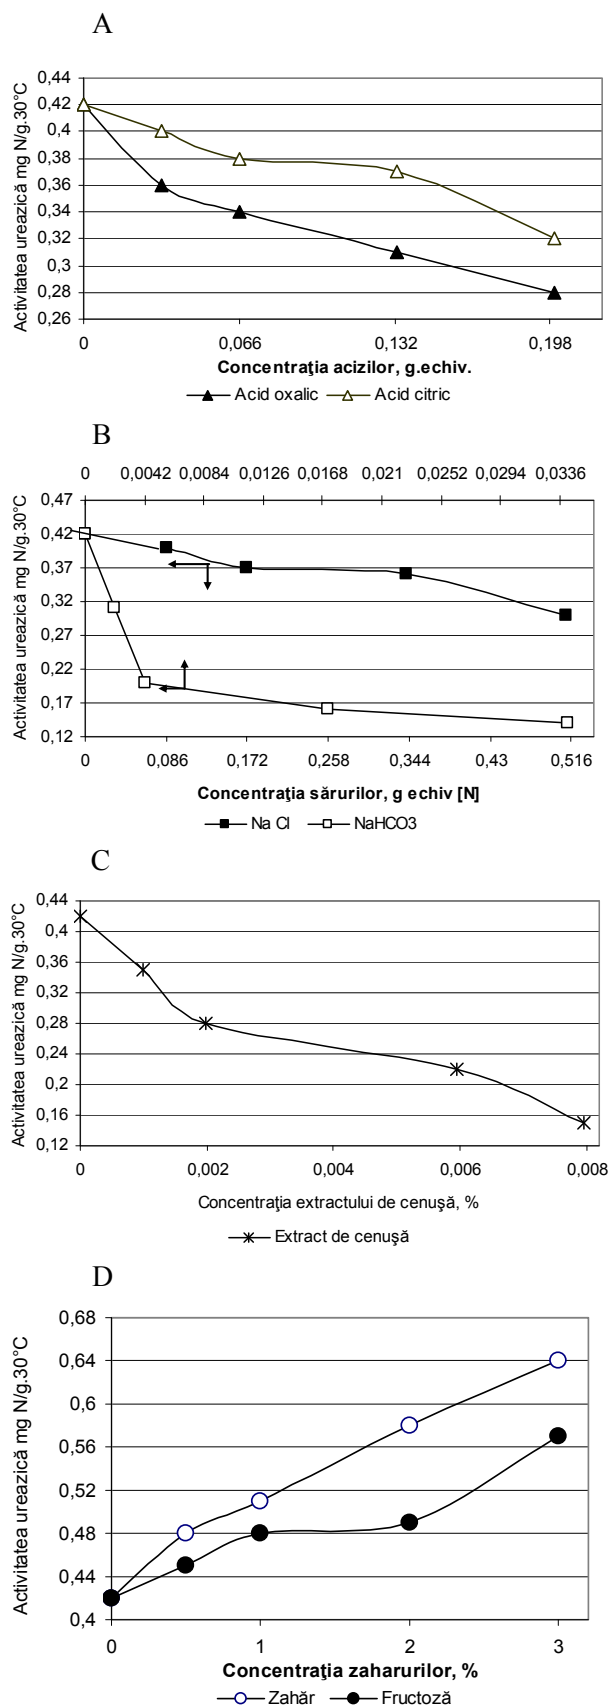 A
Activitatea ureazică mg N/g.30°C
0,44
0,42
0,4
0,38
0,36
0,34
0,32
0,3
0,28
0,26
0 0,066 0,132 0,198
Concentraţia acizilor, g.echiv.
Acid oxalic Acid citric
B
0 0,0042 0,0084 0,0126 0,0168 0,021 0,0252 0,0294 0,0336
Activitatea ureazică mg N/g.30°C
0,47
0,42
0,37
0,32
0,27
0,22
0,17
0,12
0 0,086 0,172 0,258 0,344 0,43 0,516
Concentraţia sărurilor, g echiv [N]
Na Cl NaHCO3
C
Activitatea ureazică mg N/g.30°C
0,44
0,4
0,36
0,32
0,28
0,24
0,2
0,16
0,12
0 0,002 0,004 0,006 0,008
Concentraţia extractului de cenuşă, %
Extract de cenuşă
D
Activitatea ureazică mg N/g.30°C
0,68
0,64
0,6
0,56
0,52
0,48
0,44
0,4
0 1 2 3
Concentraţia zaharurilor, %
Zahăr Fructoză